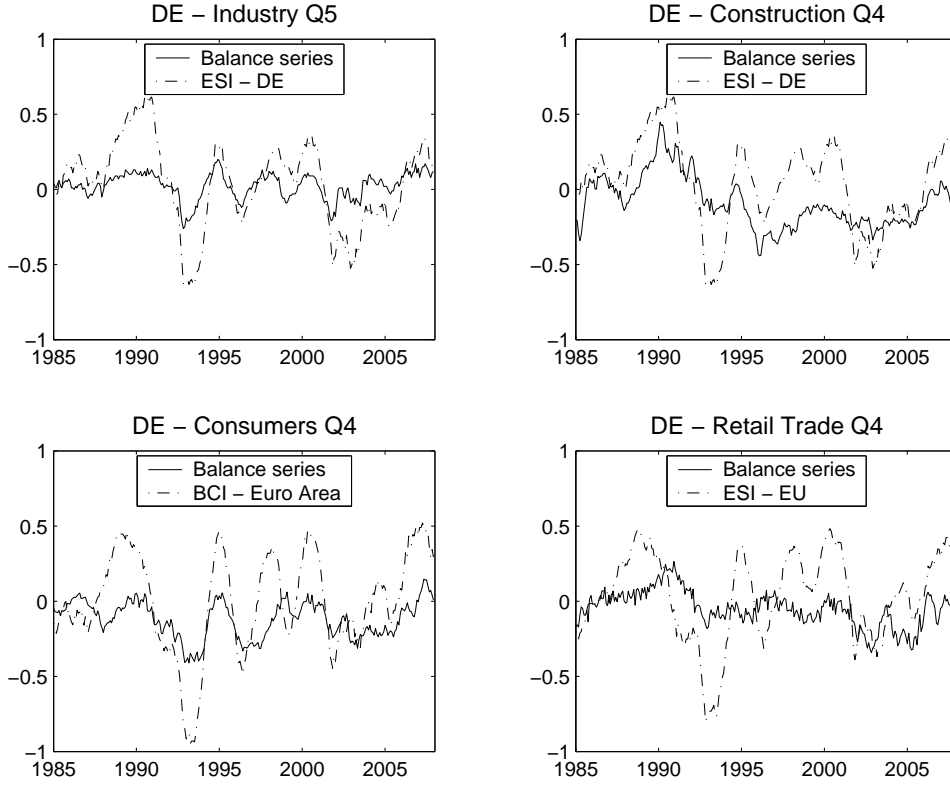 DE − Industry Q5
1
0.5
0
−0.5
−1
1985 1990 1995 2000 2005
Balance series
ESI − DE
DE − Construction Q4
1
0.5
0
−0.5
−1
1985 1990 1995 2000 2005
Balance series
ESI − DE
DE − Consumers Q4
1
0.5
0
−0.5
−1
1985 1990 1995 2000 2005
Balance series
BCI − Euro Area
DE − Retail Trade Q4
1
0.5
0
−0.5
−1
1985 1990 1995 2000 2005
Balance series
ESI − EU